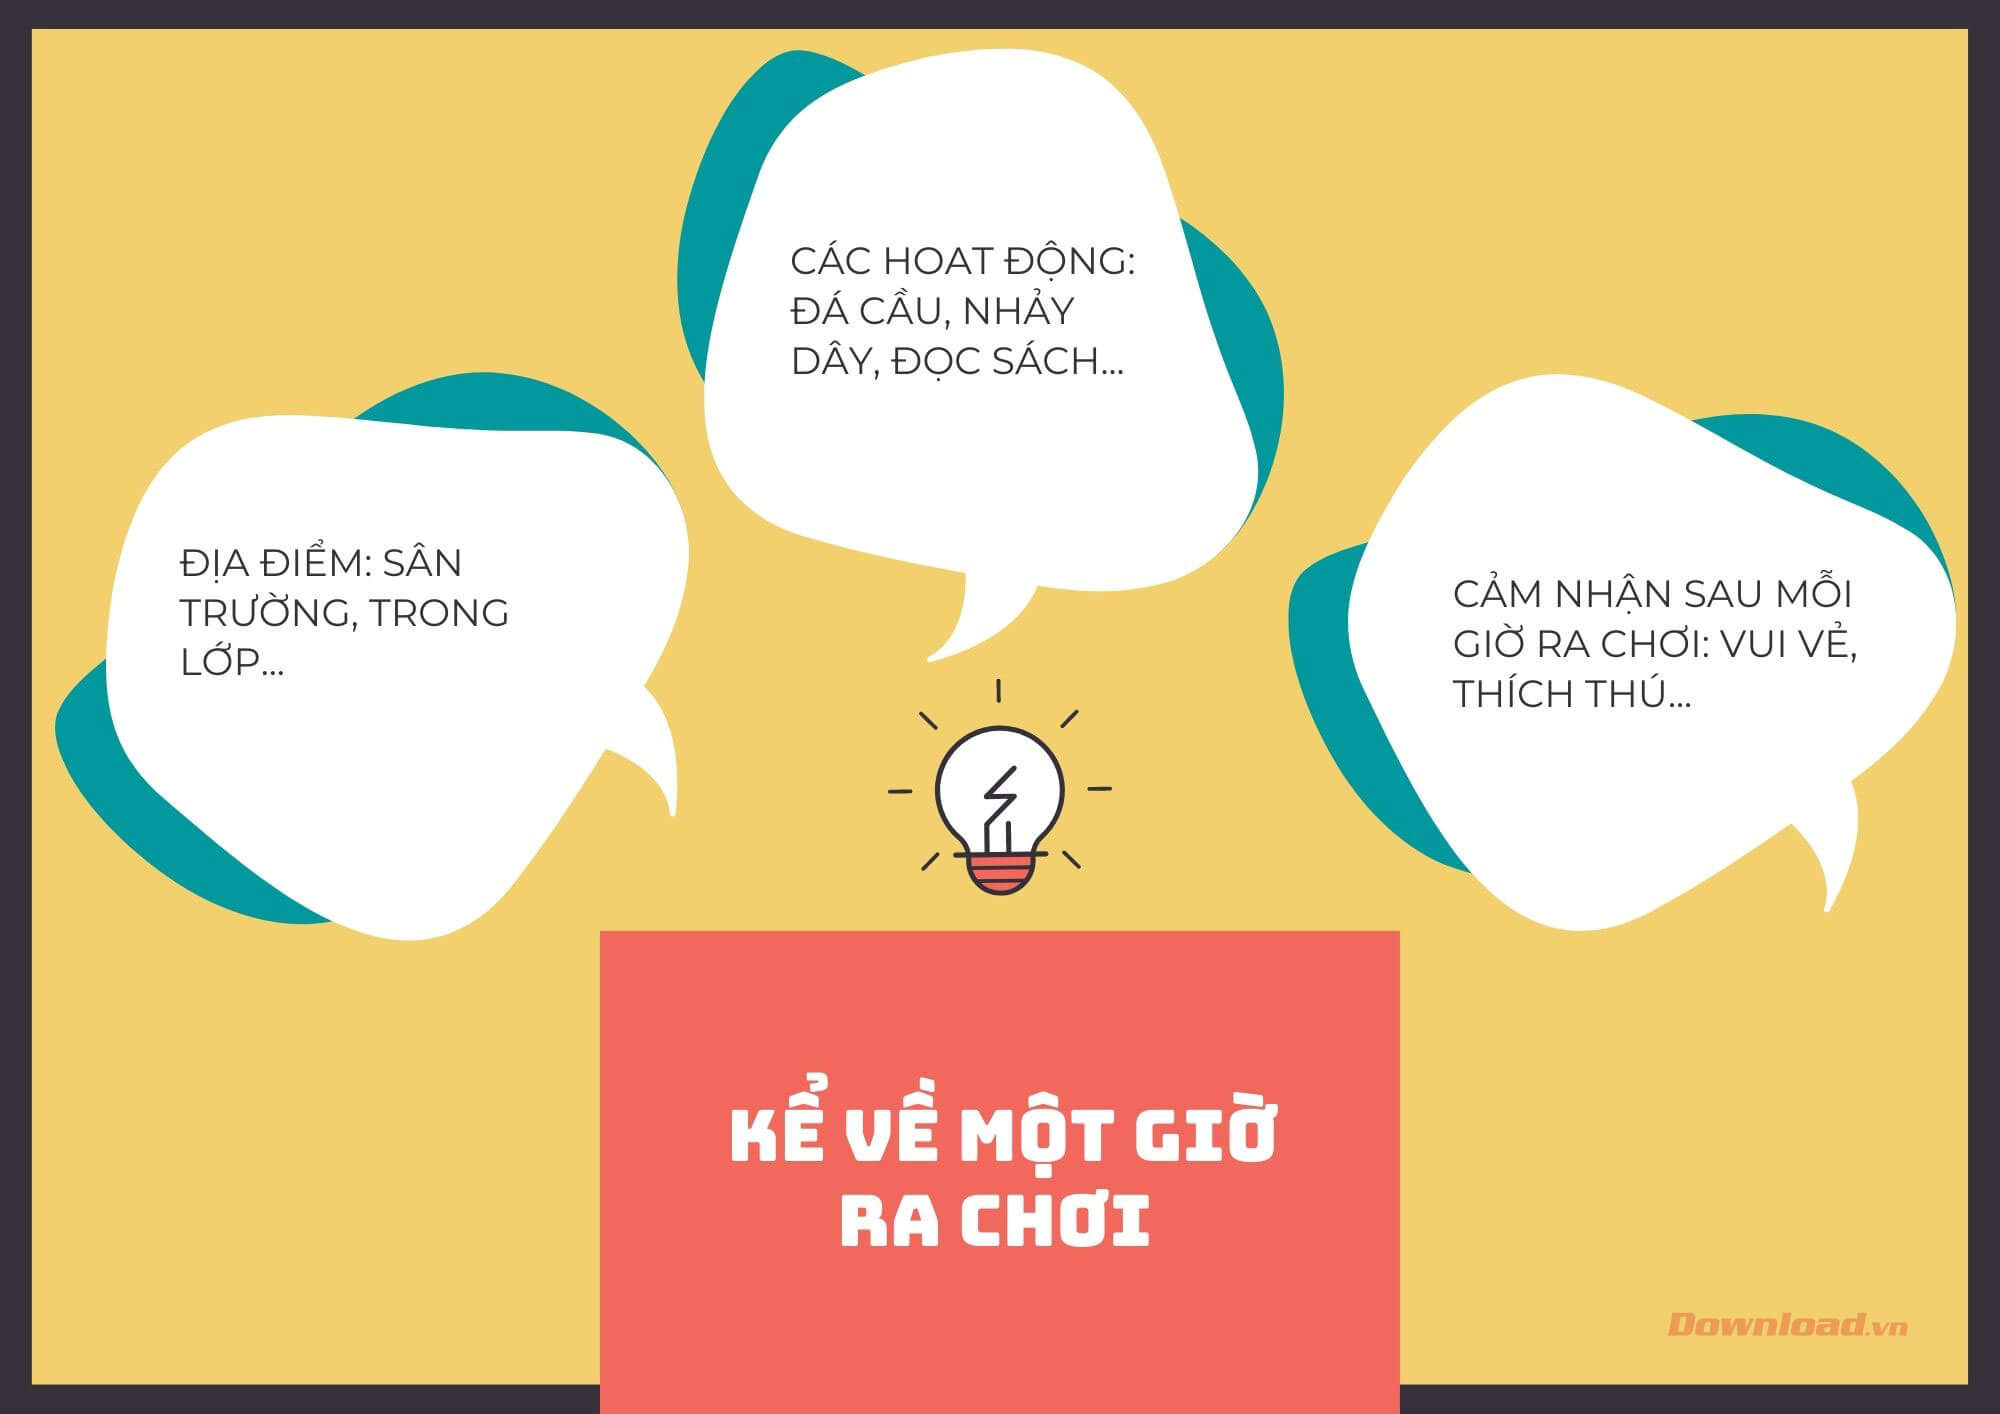 CÁC HOAT ĐỘNG:
ĐÁ CẦU, NHẢY
DÂY, ĐỌC SÁCH...
ĐỊA ĐIỂM: SÂN
TRƯỜNG, TRONG
LỚP...
CẢM NHẬN SAU MỖI
GIỜ RA CHƠI: VUI VẺ,
THÍCH THÚ...
KỂ VỀ MỘT GIỜ
RA CHƠI
Download.vn